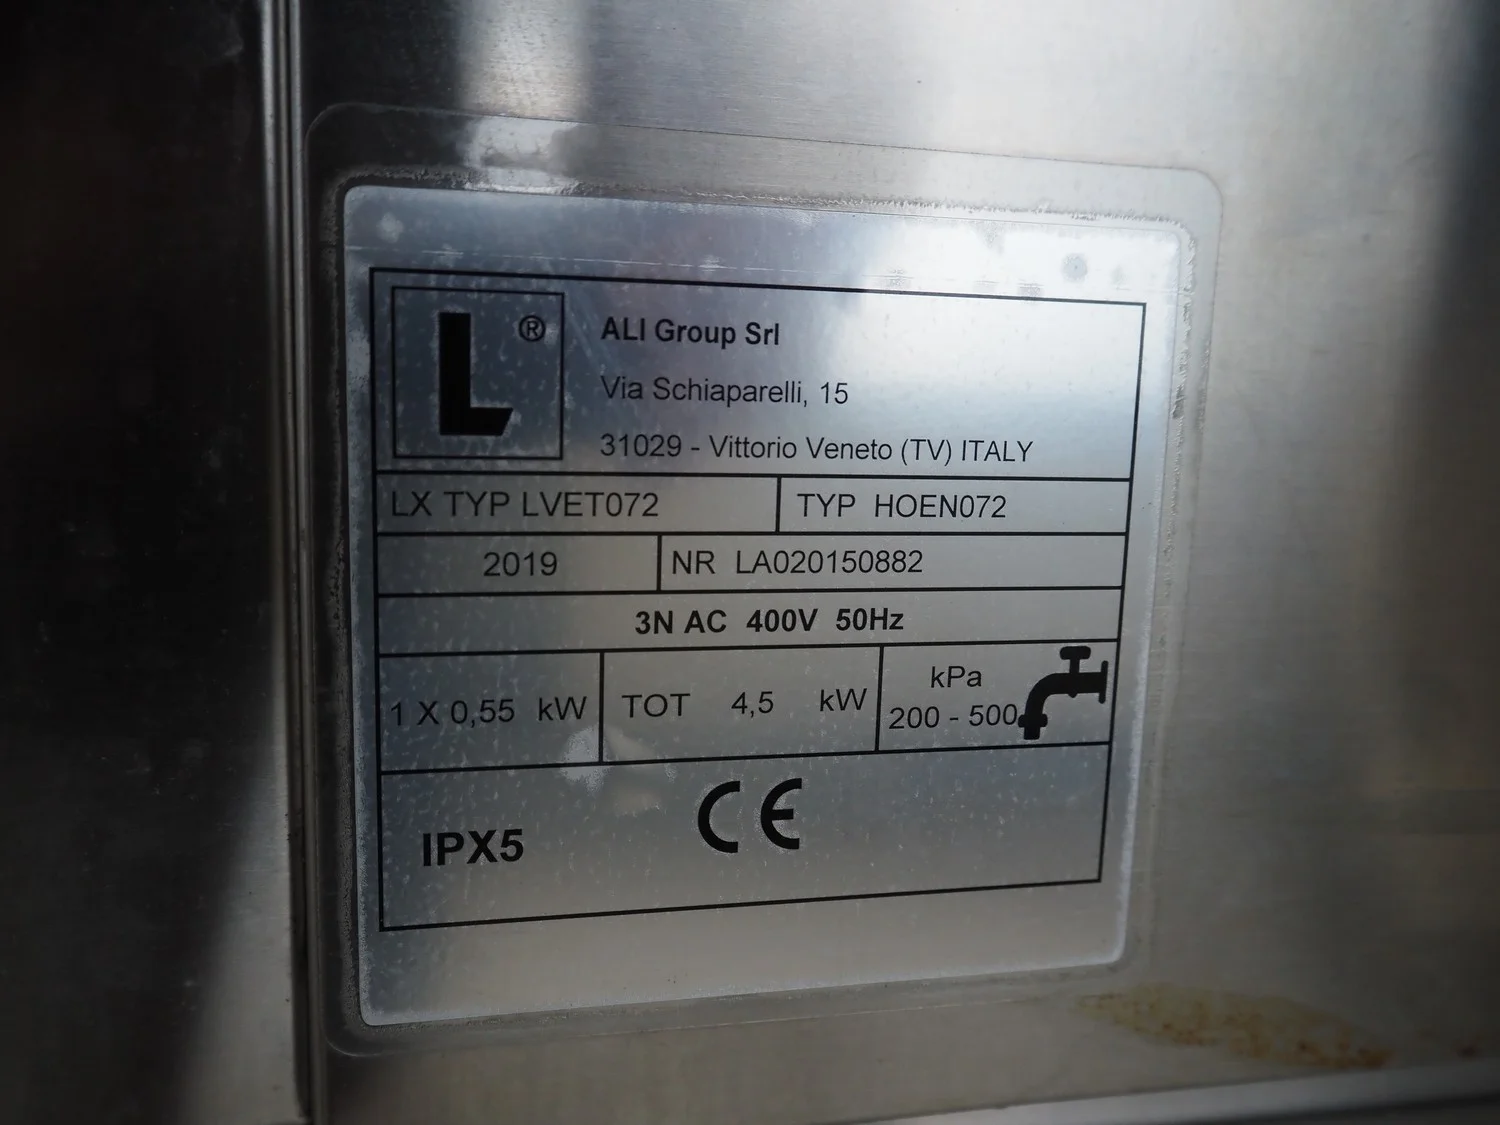 L ®
ALI Group Srl
Via Schiaparelli, 15
31029 - Vittorio Veneto (TV) ITALY
LX TYP LVET072 TYP HOEN072
2019 NR LA020150882
3N AC 400V 50Hz
1 X 0,55 kW TOT 4,5 kW kPa
200 - 500
IPX5 CE